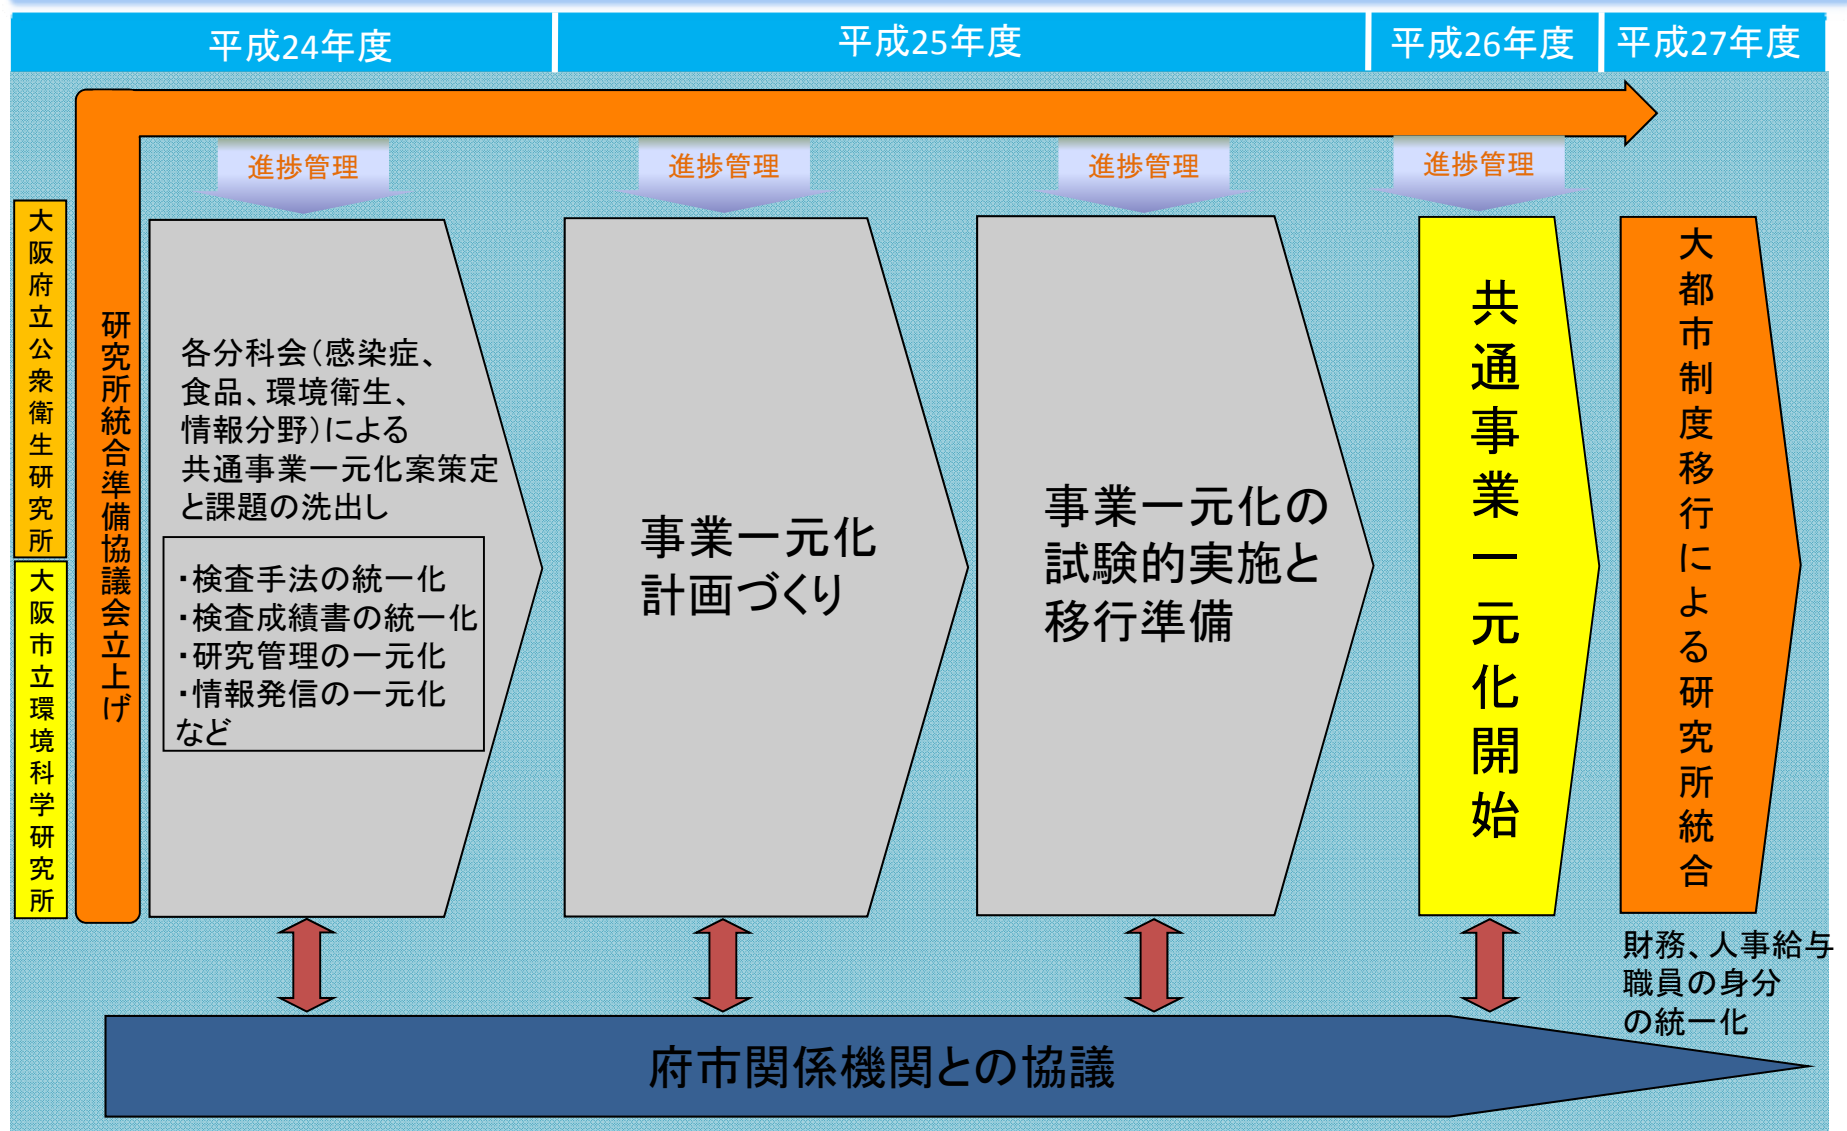 平成24年度
平成25年度
平成26年度
平成27年度
進捗管理
進捗管理
進捗管理
進捗管理
大阪府立公衆衛生研究所
大阪市立環境科学研究所
研究所統合準備協議会立上げ
各分科会（感染症、
食品、環境衛生、
情報分野）による
共通事業一元化案策定
と課題の洗出し
・検査手法の統一化
・検査成績書の統一化
・研究管理の一元化
・情報発信の一元化
など
事業一元化
計画づくり
事業一元化の
試験的実施と
移行準備
共通事業一元化開始
大都市制度移行による研究所統合
財務、人事給与
職員の身分
の統一化
府市関係機関との協議